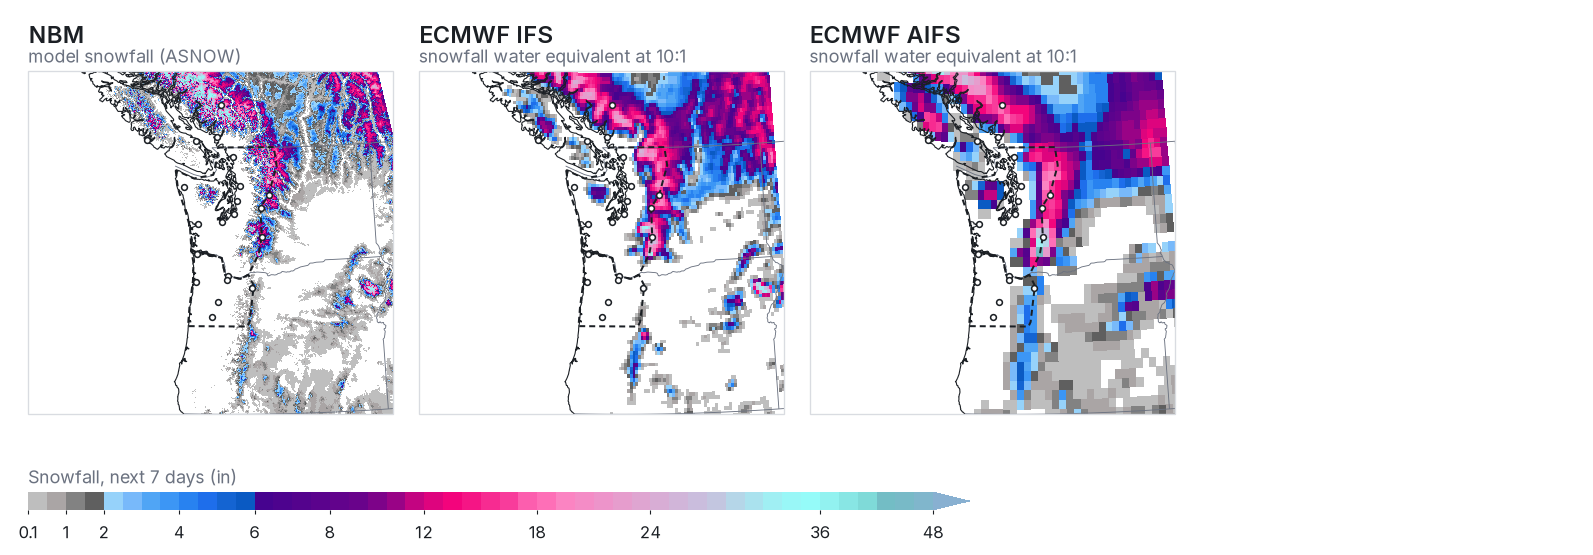 NBM
model snowfall (ASNOW)
ECMWF IFS
snowfall water equivalent at 10:1
ECMWF AIFS
snowfall water equivalent at 10:1
Snowfall, next 7 days (in)
0.1 1 2 4 6 8 12 18 24 36 48